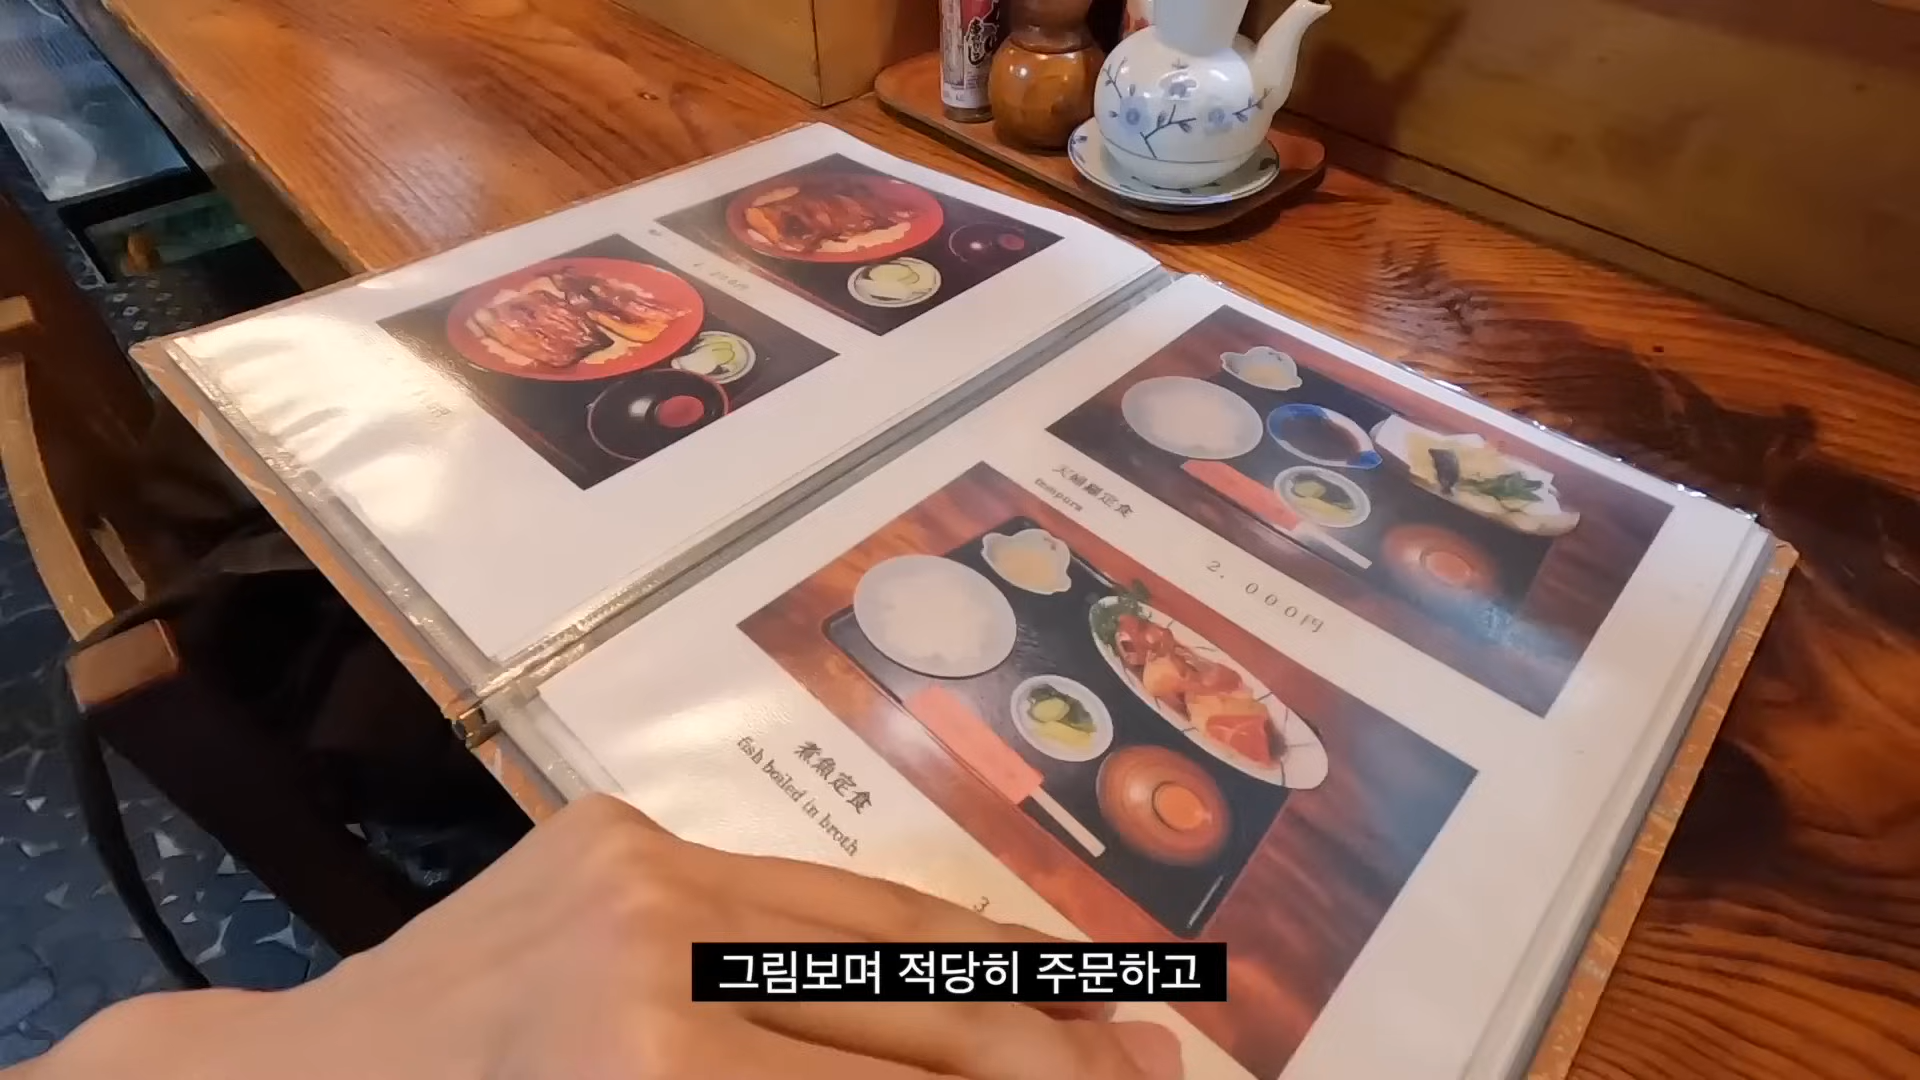 天婦羅定食
tempura
2．000円
煮魚定食
fish boiled in broth
3
그림보며 적당히 주문하고